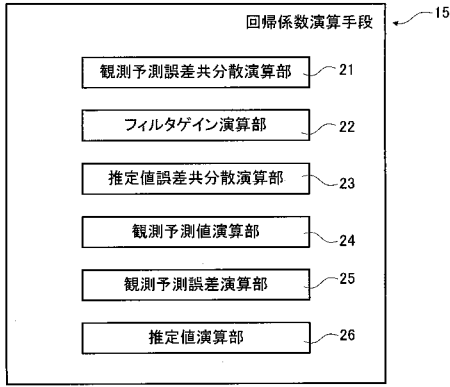 回帰係数演算手段 15
観測予測誤差共分散演算部 21
フィルタゲイン演算部 22
推定値誤差共分散演算部 23
観測予測値演算部 24
観測予測誤差演算部 25
推定値演算部 26